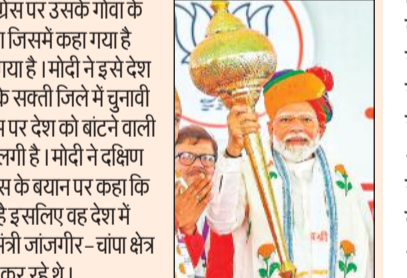 ग्रेस पर उसके गोवा के
जिसमें कहा गया है
गया है । मोदी ने इसे देश
के सक्ती जिले में चुनावी
पर देश को बांटने वाली
लगी है । मोदी ने दक्षिण
स के बयान पर कहा कि
है इसलिए वह देश में
मंत्री जांजगीर-चांपा क्षेत्र
कर रहे थे ।